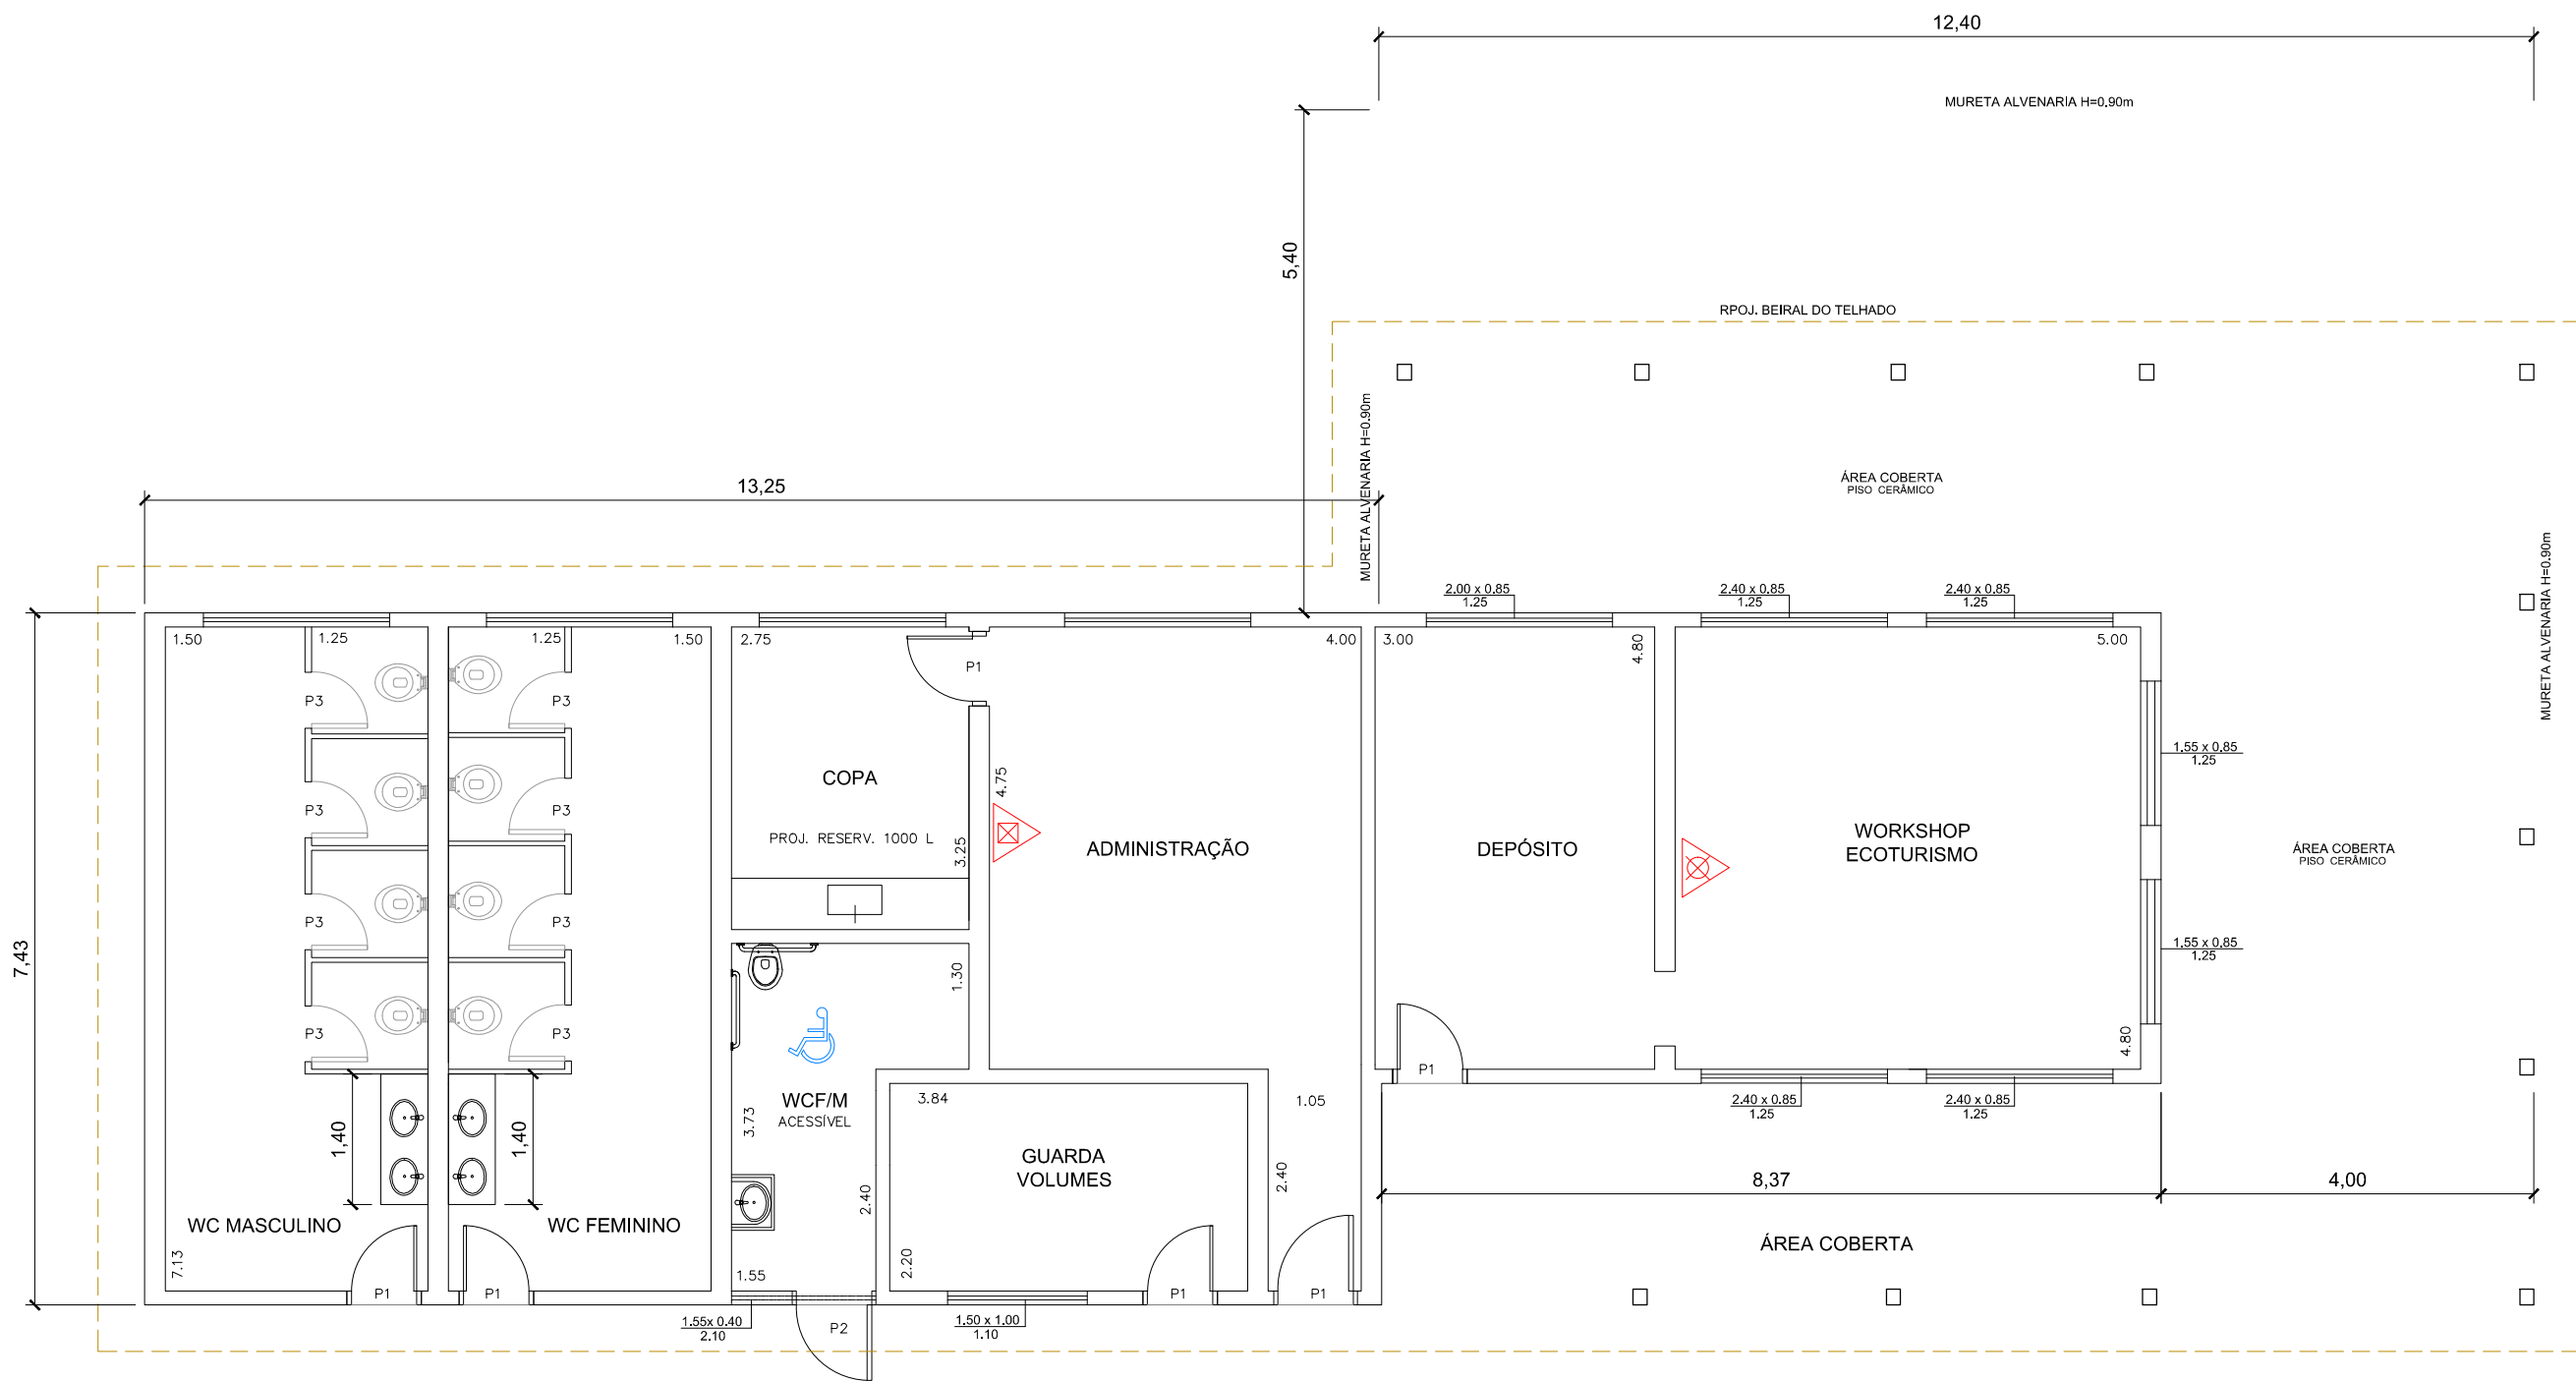 12,40
MURETA ALVENARIA H=0.90m
5,40
RPOJ. BEIRAL DO TELHADO
MURETA ALVENARIA H=0.90m
ÁREA COBERTA
PISO CERÂMICO
13,25
MURETA ALVENARIA H=0.90m
2.00 x 0.85
1.25
2.40 x 0.85
1.25
2.40 x 0.85
1.25
1.50
1.25
1.25
1.50
2.75
4.00
3.00
4.80
5.00
P1
P3
P3
1.55 x 0.85
1.25
COPA
4.75
P3
P3
PROJ. RESERV. 1000 L
3.25
ADMINISTRAÇÃO
DEPÓSITO
WORKSHOP
ECOTURISMO
ÁREA COBERTA
PISO CERÂMICO
P3
P3
7,43
1.30
1.55 x 0.85
1.25
P3
P3
4.80
P1
WCF/M
ACESSÍVEL
3.84
1.05
2.40 x 0.85
1.25
2.40 x 0.85
1.25
1,40
1,40
3.73
GUARDA
VOLUMES
2.40
2.40
8,37
4,00
WC MASCULINO
WC FEMININO
ÁREA COBERTA
7.13
1.55
2.20
P1
P1
P1
P1
1.55x 0.40
2.10
P2
1.50 x 1.00
1.10